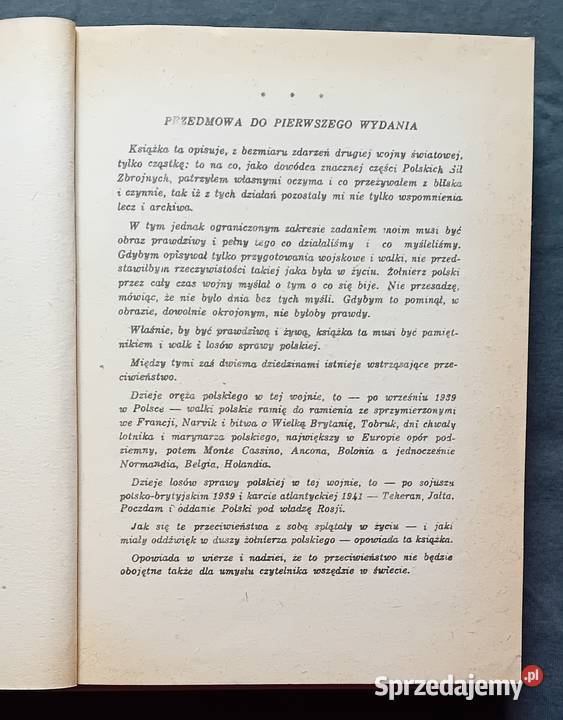 * * *
PRZEDMOWA DO PIERWSZEGO WYDANIA
Książka ta opisuje, z bezmiaru zdarzeń drugiej wojny światowej,
tylko cząstkę: to na co, jako dowódca znacznej części Polskich Sił
Zbrojnych, patrzyłem własnymi oczyma i co przeżywałem z bliska
i czynnie, tak iż z tych działań pozostały mi nie tylko wspomnienia
lecz i archiwa.
W tym jednak ograniczonym zakresie zadaniem moim musi być
obraz prawdziwy i pełny tego co działaliśmy i co myśleliśmy.
Gdybym opisywał tylko przygotowania wojskowe i walki, nie przed-
stawiłbym rzeczywistości takiej jaka była w życiu. Żołnierz polski
przez cały czas wojny myślał o tym o co się bije. Nie przesadzę,
mówiąc, że nie było dnia bez tych myśli. Gdybym to pominął, w
obrazie, dowolnie okrojonym, nie byłoby prawdy.
Właśnie, by być prawdziwą i żywą, książka ta musi być pamięt-
nikiem i walk i losów sprawy polskiej.
Między tymi zaś dwiema dziedzinami istnieje wstrząsające prze-
ciwieństwo.
Dzieje oręża polskiego w tej wojnie, to — po wrześniu 1939
w Polsce — walki polskie ramię do ramienia ze sprzymierzonymi
we Francji, Narvik i bitwa o Wielką Brytanię, Tobruk, dni chwały
lotnika i marynarza polskiego, największy w Europie opór pod-
ziemny, potem Monte Cassino, Ancona, Bolonia a jednocześnie
Normandia, Belgia, Holandia.
Dzieje losów sprawy polskiej w tej wojnie, to — po sojuszu
polsko-brytyjskim 1939 i karcie atlantyckiej 1941 — Teheran, Jałta,
Poczdam i oddanie Polski pod władzę Rosji.
Jak się te przeciwieństwa z sobą splątały w życiu — i jaki
miały oddźwięk w duszy żołnierza polskiego — opowiada ta książka.
Opowiada w wierze i nadziei, że to przeciwieństwo nie będzie
obojętne także dla umysłu czytelnika wszędzie w świecie.
Sprzedajemy.pl